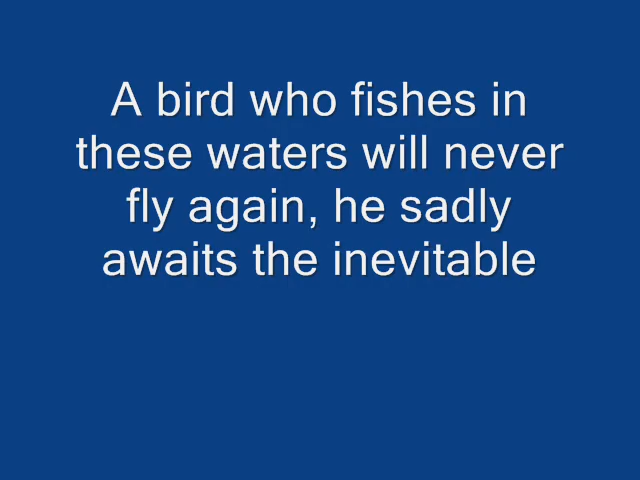 A bird who fishes in
these waters will never
fly again, he sadly
awaits the inevitable